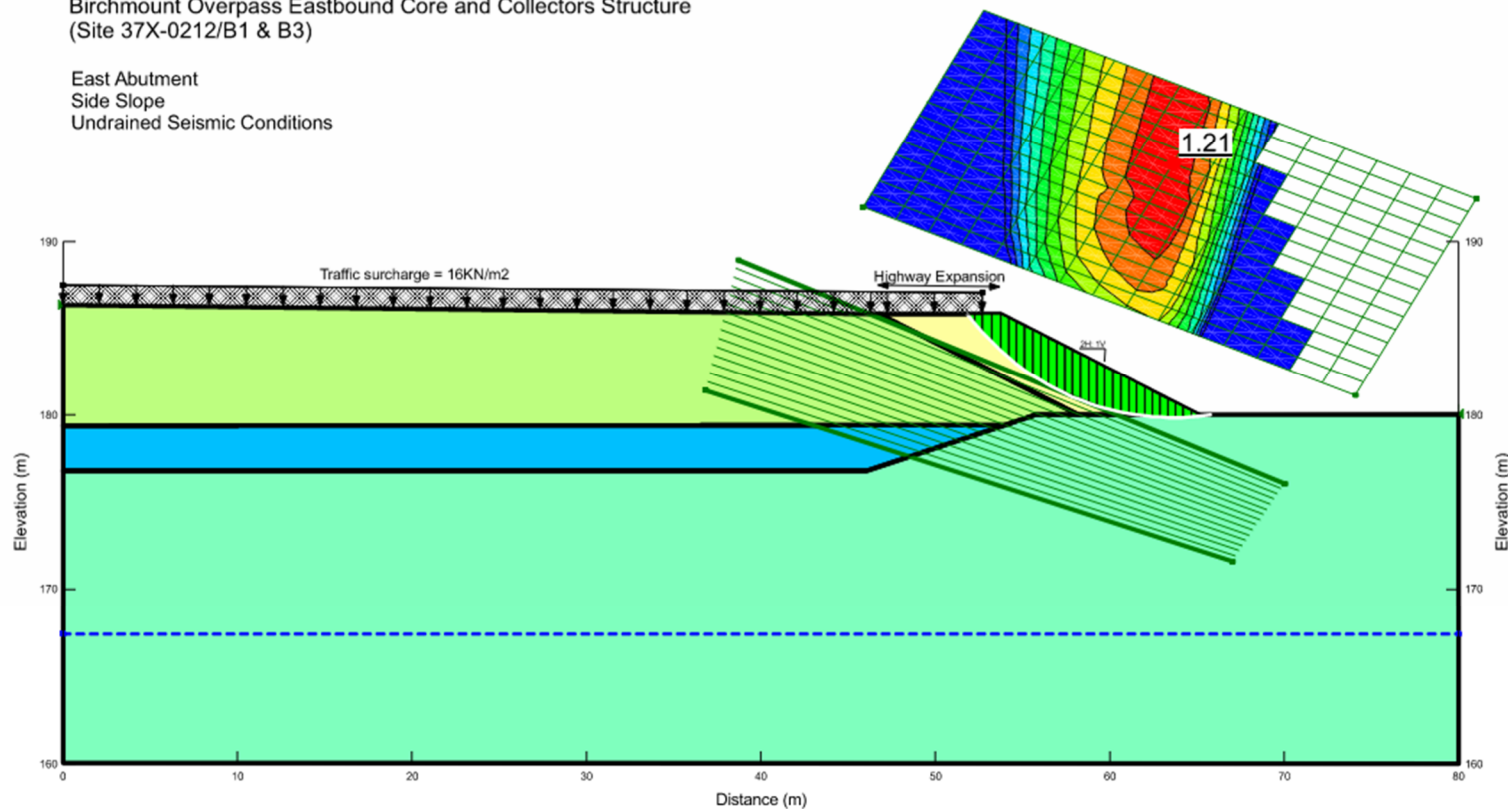 Birchmount Overpass Eastbound Core and Collectors Structure
(Site 37X-0212/B1 & B3)
East Abutment
Side Slope
Undrained Seismic Conditions
1.21
190
190
Traffic surcharge = 16KN/m2
Highway Expansion
2H: 1V
180
180
Elevation (m)
Elevation (m)
170
170
160
160
0
10
20
30
40
50
60
70
80
Distance (m)